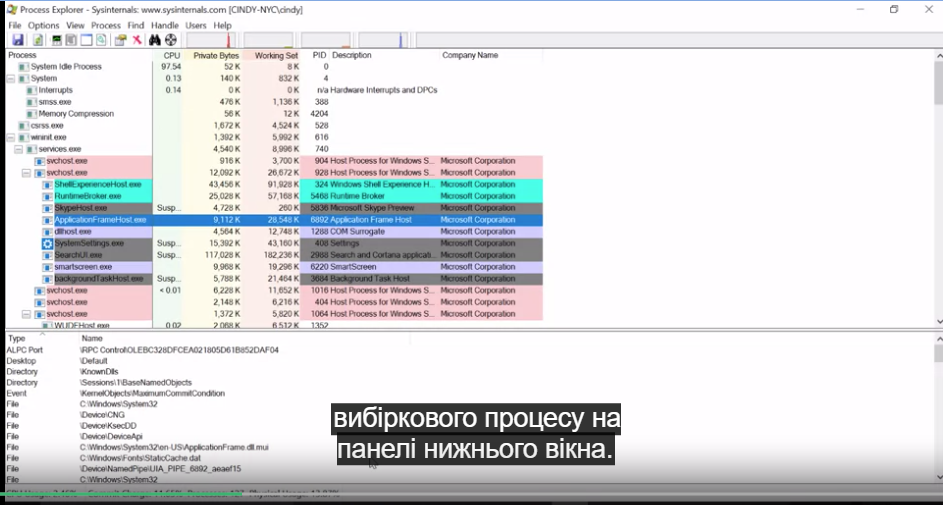 Process Explorer - Sysinternals: www.sysinternals.com [CINDY-NYC\cindy]
File Options View Process Find Handle Users Help
Process CPU Private Bytes Working Set PID Description Company Name
System Idle Process 97.54 52 K 8 K 0
System 0.13 140 K 832 K 4
Interrupts 0.14 0 K 0 K n/a Hardware Interrupts and DPCs
smss.exe 476 K 1,136 K 388
Memory Compression 56 K 12 K 4204
csrss.exe 1,672 K 4,524 K 528
wininit.exe 1,392 K 5,992 K 616
services.exe 4,540 K 8,996 K 740
svchost.exe 916 K 3,700 K 904 Host Process for Windows S... Microsoft Corporation
svchost.exe 12,092 K 26,672 K 928 Host Process for Windows S... Microsoft Corporation
ShellExperienceHost.exe 43,456 K 91,928 K 324 Windows Shell Experience H... Microsoft Corporation
RuntimeBroker.exe 25,028 K 57,168 K 5468 Runtime Broker Microsoft Corporation
SkypeHost.exe Susp... 4,728 K 260 K 5836 Microsoft Skype Preview Microsoft Corporation
ApplicationFrameHost.exe 9,112 K 28,548 K 6892 Application Frame Host Microsoft Corporation
dllhost.exe 4,564 K 12,748 K 1288 COM Surrogate Microsoft Corporation
SystemSettings.exe Susp... 15,392 K 43,160 K 408 Settings Microsoft Corporation
SearchUI.exe Susp... 117,028 K 182,236 K 2988 Search and Cortana applicati... Microsoft Corporation
smartscreen.exe 9,968 K 19,296 K 6220 SmartScreen Microsoft Corporation
backgroundTaskHost.exe Susp... 5,788 K 21,464 K 3684 Background Task Host Microsoft Corporation
svchost.exe < 0.01 6,228 K 11,652 K 1016 Host Process for Windows S... Microsoft Corporation
svchost.exe 2,148 K 6,216 K 404 Host Process for Windows S... Microsoft Corporation
svchost.exe 1,372 K 5,820 K 1064 Host Process for Windows S... Microsoft Corporation
WUDFHost.exe 0.02 2,068 K 6,512 K 1352
Type Name
ALPC Port \RPC Control\OLEBC328DFCEA021805D61B852DAF04
Desktop \Default
Directory \KnownDlls
Directory \Sessions\1\BaseNamedObjects
Event \KernelObjects\MaximumCommitCondition
File C:\Windows\System32
File \Device\CNG
File \Device\KsecDD
File \Device\DeviceApi
File C:\Windows\System32\en-US\ApplicationFrame.dll.mui
File C:\Windows\Fonts\StaticCache.dat
File \Device\NamedPipe\UIA_PIPE_6892_aeaef15
File C:\Windows\System32
вибіркового процесу на
панелі нижнього вікна.